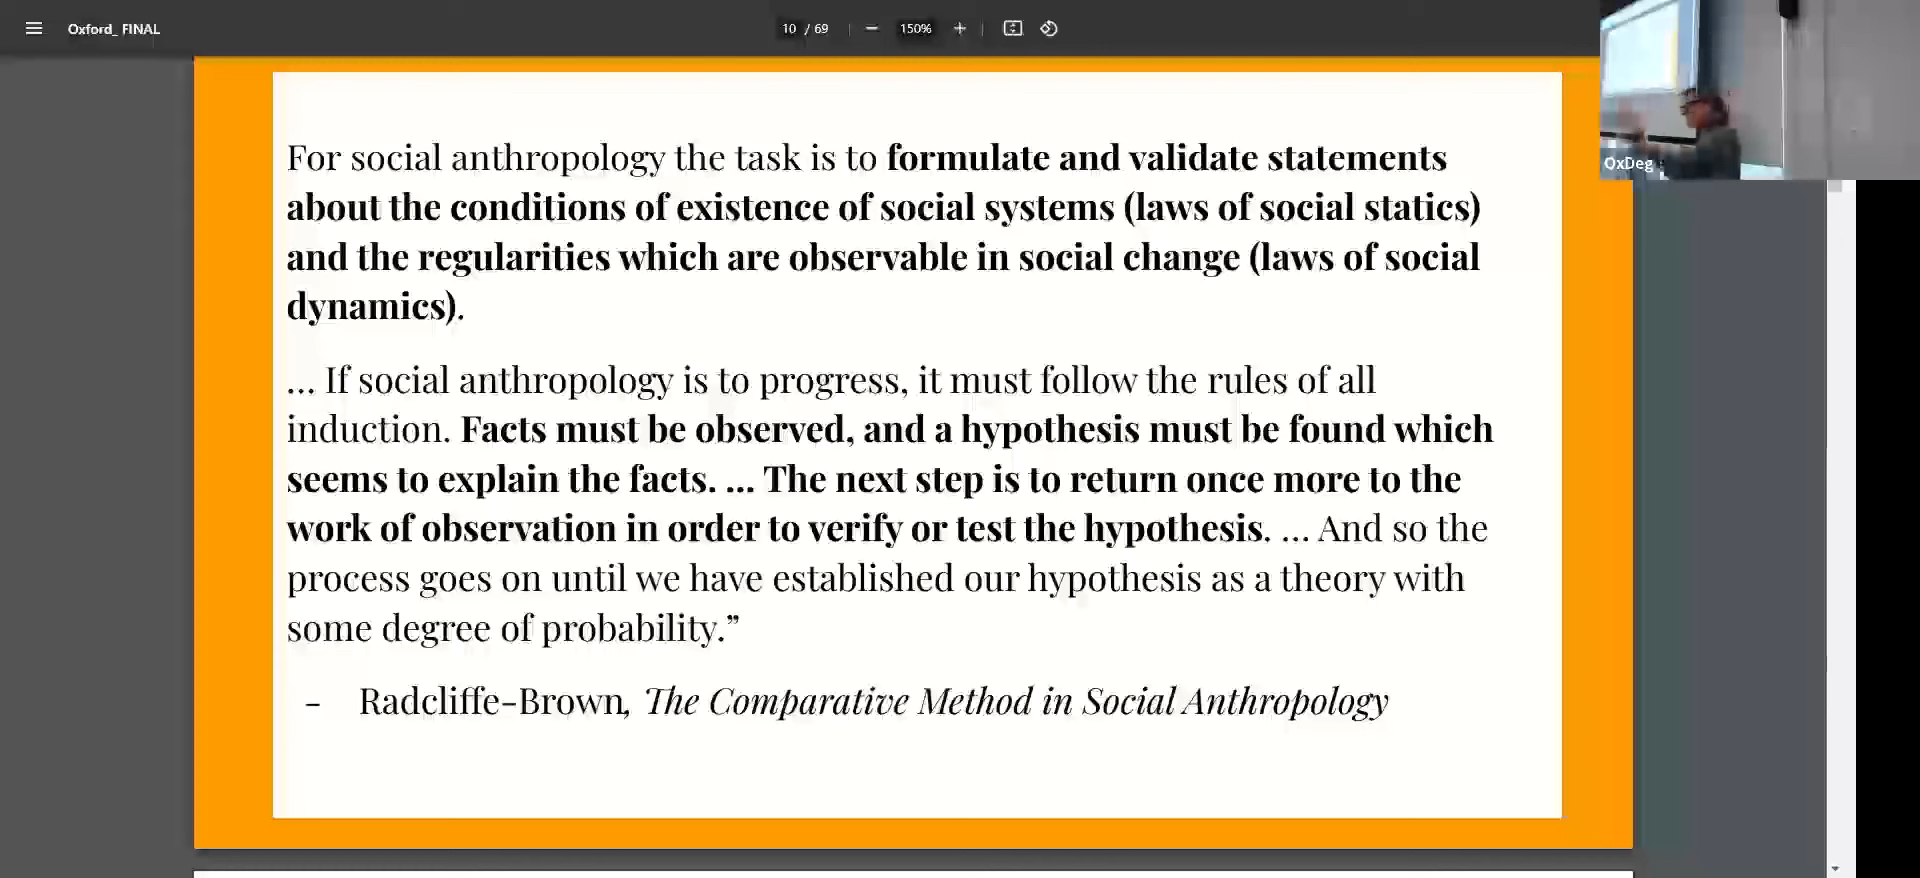 Oxford_ FINAL
10 / 69
150%
OxDeg
For social anthropology the task is to formulate and validate statements
about the conditions of existence of social systems (laws of social statics)
and the regularities which are observable in social change (laws of social
dynamics).
... If social anthropology is to progress, it must follow the rules of all
induction. Facts must be observed, and a hypothesis must be found which
seems to explain the facts. ... The next step is to return once more to the
work of observation in order to verify or test the hypothesis. ... And so the
process goes on until we have established our hypothesis as a theory with
some degree of probability.”
- Radcliffe-Brown, The Comparative Method in Social Anthropology